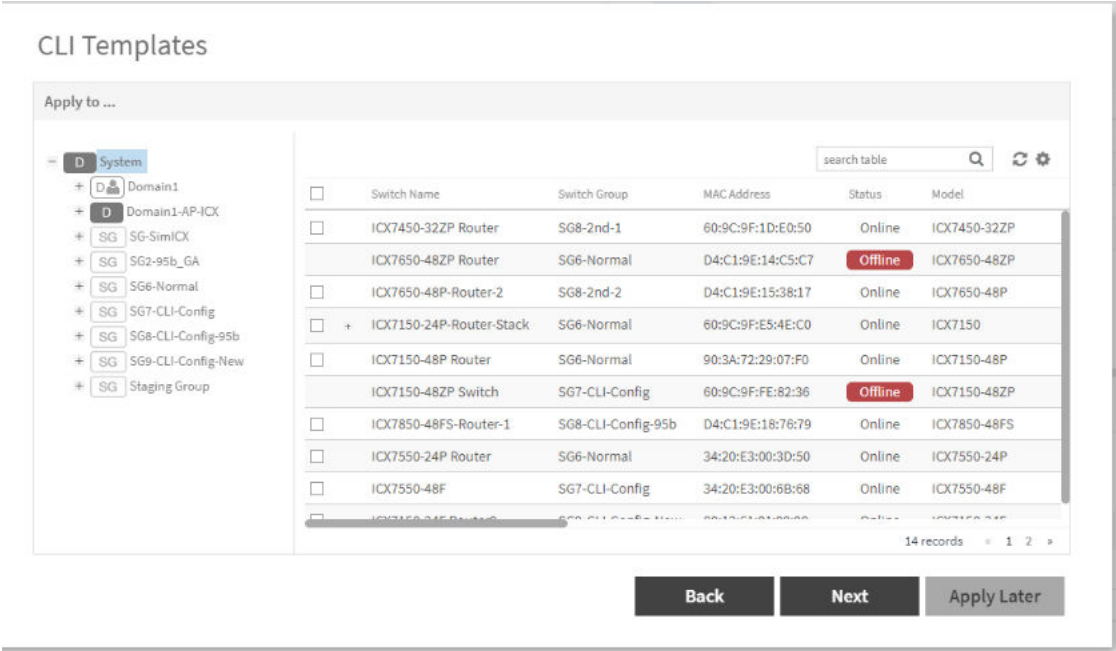 CLI Templates
Apply to ...
− D System
+ D Domain1
+ D Domain1-AP-ICX
+ SG SG-SimICX
+ SG SG2-95b_GA
+ SG SG6-Normal
+ SG SG7-CLI-Config
+ SG SG8-CLI-Config-95b
+ SG SG9-CLI-Config-New
+ SG Staging Group
search table
Switch Name Switch Group MAC Address Status Model
ICX7450-32ZP Router SG8-2nd-1 60:9C:9F:1D:E0:50 Online ICX7450-32ZP
ICX7650-48ZP Router SG6-Normal D4:C1:9E:14:C5:C7 Offline ICX7650-48ZP
ICX7650-48P-Router-2 SG8-2nd-2 D4:C1:9E:15:38:17 Online ICX7650-48P
+ ICX7150-24P-Router-Stack SG6-Normal 60:9C:9F:E5:4E:C0 Online ICX7150
ICX7150-48P Router SG6-Normal 90:3A:72:29:07:F0 Online ICX7150-48P
ICX7150-48ZP Switch SG7-CLI-Config 60:9C:9F:FE:82:36 Offline ICX7150-48ZP
ICX7850-48FS-Router-1 SG8-CLI-Config-95b D4:C1:9E:18:76:79 Online ICX7850-48FS
ICX7550-24P Router SG6-Normal 34:20:E3:00:3D:50 Online ICX7550-24P
ICX7550-48F SG7-CLI-Config 34:20:E3:00:6B:68 Online ICX7550-48F
14 records « 1 2 »
Back Next Apply Later